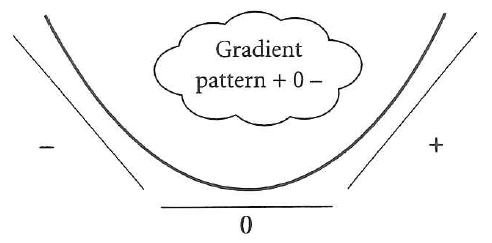 Gradient
pattern + 0 –
– +
0